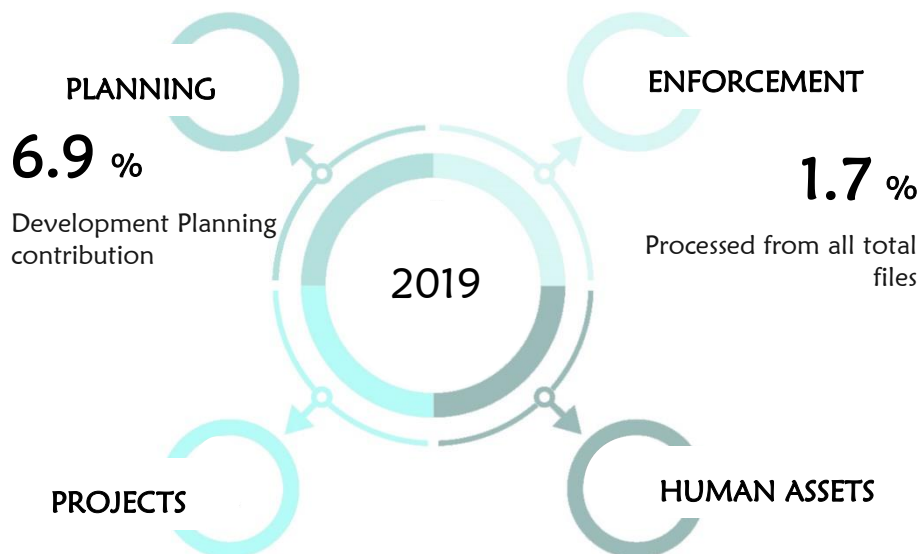 PLANNING
6.9 %
Development Planning
contribution
ENFORCEMENT
1.7 %
Processed from all total
files
2019
PROJECTS
HUMAN ASSETS